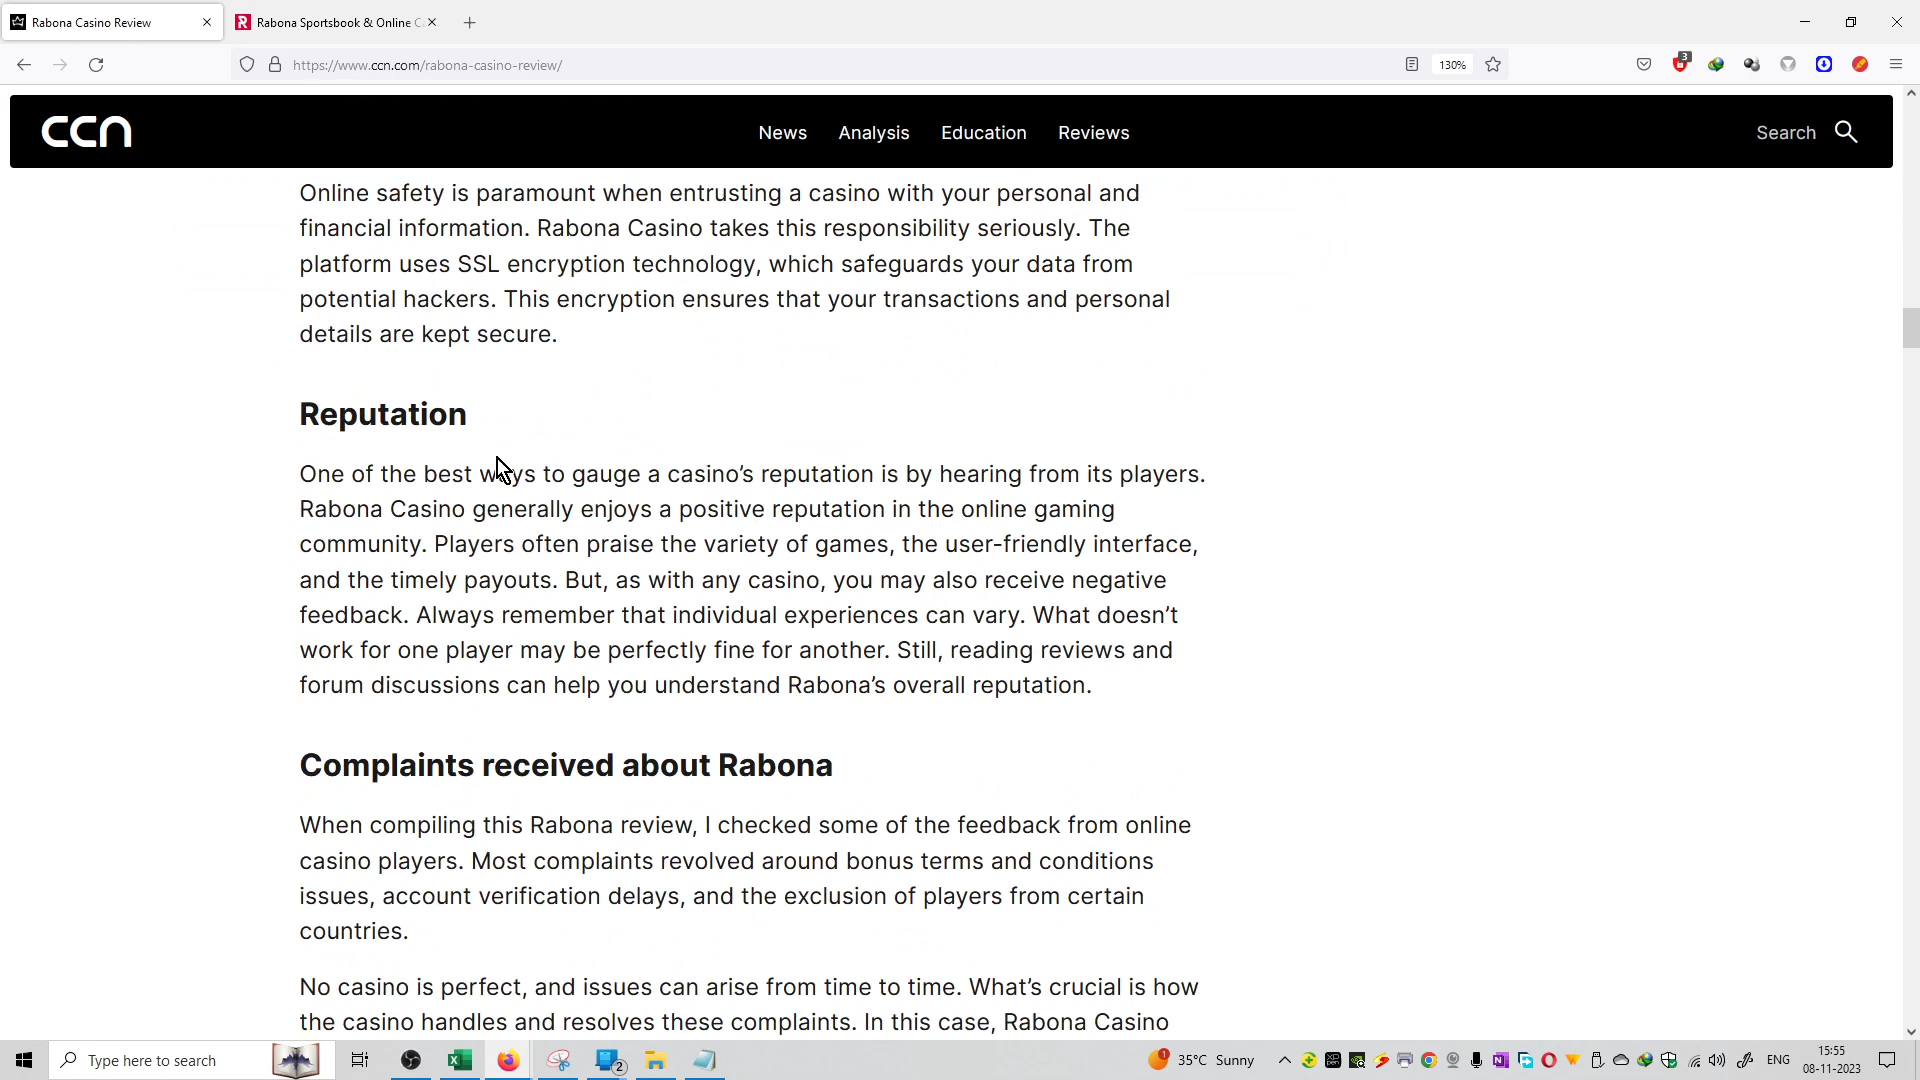 Rabona Casino Review
Rabona Sportsbook & Online C
https://www.ccn.com/rabona-casino-review/
130%
3
ccn
News
Analysis
Education
Reviews
Search
Online safety is paramount when entrusting a casino with your personal and
financial information. Rabona Casino takes this responsibility seriously. The
platform uses SSL encryption technology, which safeguards your data from
potential hackers. This encryption ensures that your transactions and personal
details are kept secure.
Reputation
One of the best ways to gauge a casino’s reputation is by hearing from its players.
Rabona Casino generally enjoys a positive reputation in the online gaming
community. Players often praise the variety of games, the user-friendly interface,
and the timely payouts. But, as with any casino, you may also receive negative
feedback. Always remember that individual experiences can vary. What doesn’t
work for one player may be perfectly fine for another. Still, reading reviews and
forum discussions can help you understand Rabona’s overall reputation.
Complaints received about Rabona
When compiling this Rabona review, I checked some of the feedback from online
casino players. Most complaints revolved around bonus terms and conditions
issues, account verification delays, and the exclusion of players from certain
countries.
No casino is perfect, and issues can arise from time to time. What’s crucial is how
the casino handles and resolves these complaints. In this case, Rabona Casino
Type here to search
2
1
35°C Sunny
ENG
15:55
08-11-2023